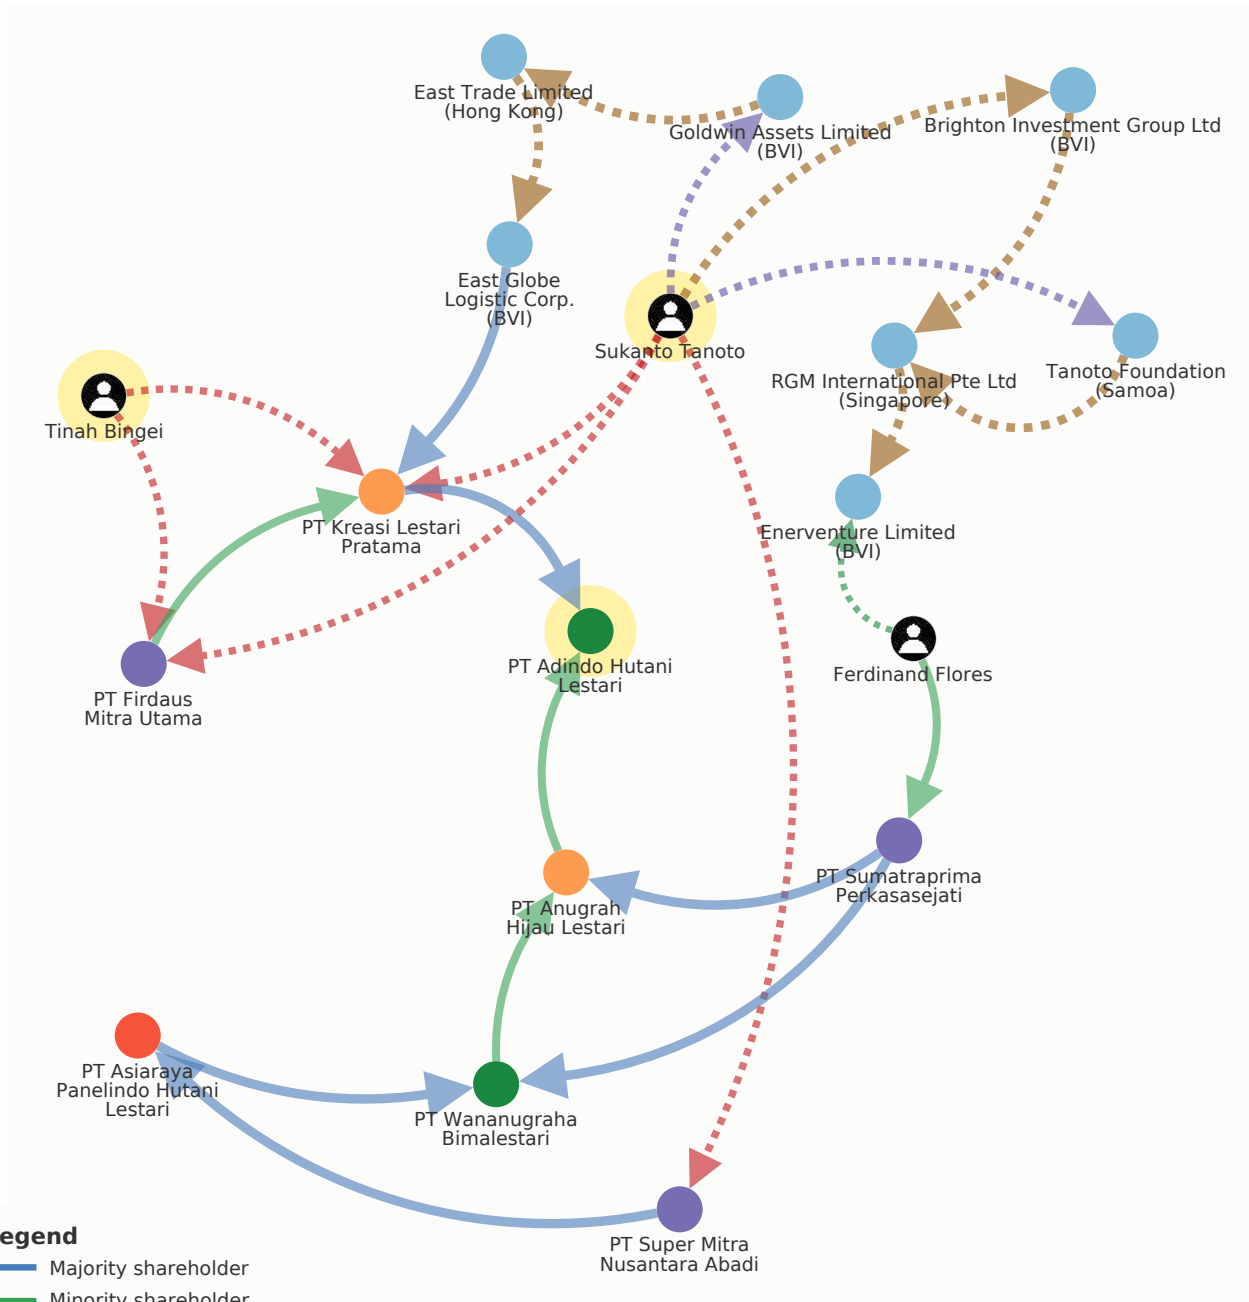 East Trade Limited
(Hong Kong)
Goldwin Assets Limited
(BVI)
Brighton Investment Group Ltd
(BVI)
East Globe
Logistic Corp.
(BVI)
Sukanto Tanoto
RGM International Pte Ltd
(Singapore)
Tanoto Foundation
(Samoa)
Tinah Bingei
PT Kreasi Lestari
Pratama
Enerventure Limited
(BVI)
PT Adindo Hutani
Lestari
Ferdinand Flores
PT Firdaus
Mitra Utama
PT Sumatraprima
Perkasasejati
PT Anugrah
Hijau Lestari
PT Asiaraya
Panelindo Hutani
Lestari
PT Wananugraha
Bimalestari
PT Super Mitra
Nusantara Abadi
egend
Majority shareholder
Minority shareholder